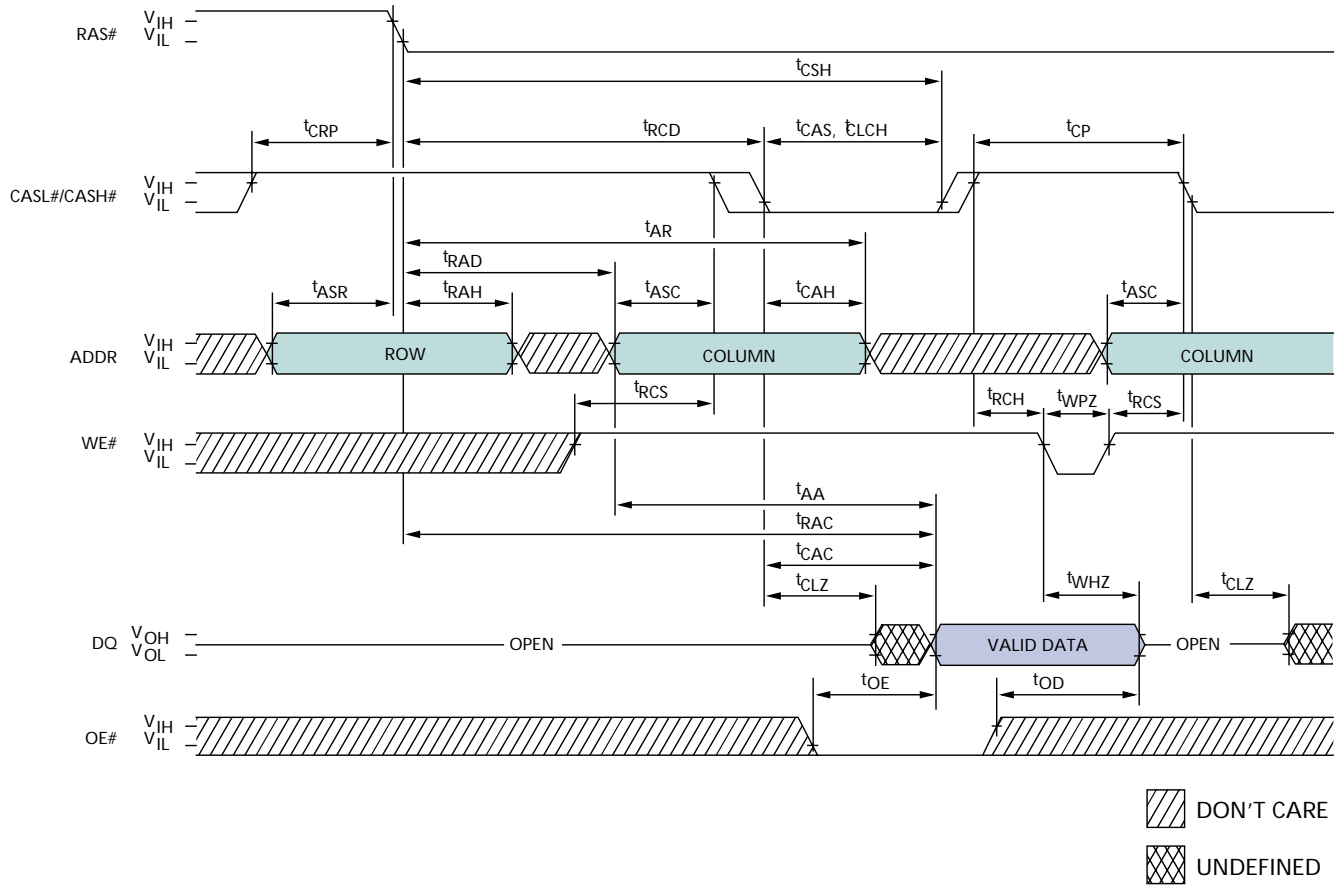 RAS# VIH
VIL
tCSH
tCRP tRCD tCAS, tCLCH tCP
CASL#/CASH# VIH
VIL
tAR
tRAD
tASR tRAH tASC tCAH tASC
ADDR VIH
VIL
ROW COLUMN COLUMN
tRCS tRCH tWPZ tRCS
WE# VIH
VIL
tAA
tRAC
tCAC
tCLZ tWHZ tCLZ
DQ VOH
VOL
OPEN VALID DATA OPEN
tOE tOD
OE# VIH
VIL
DON'T CARE
UNDEFINED